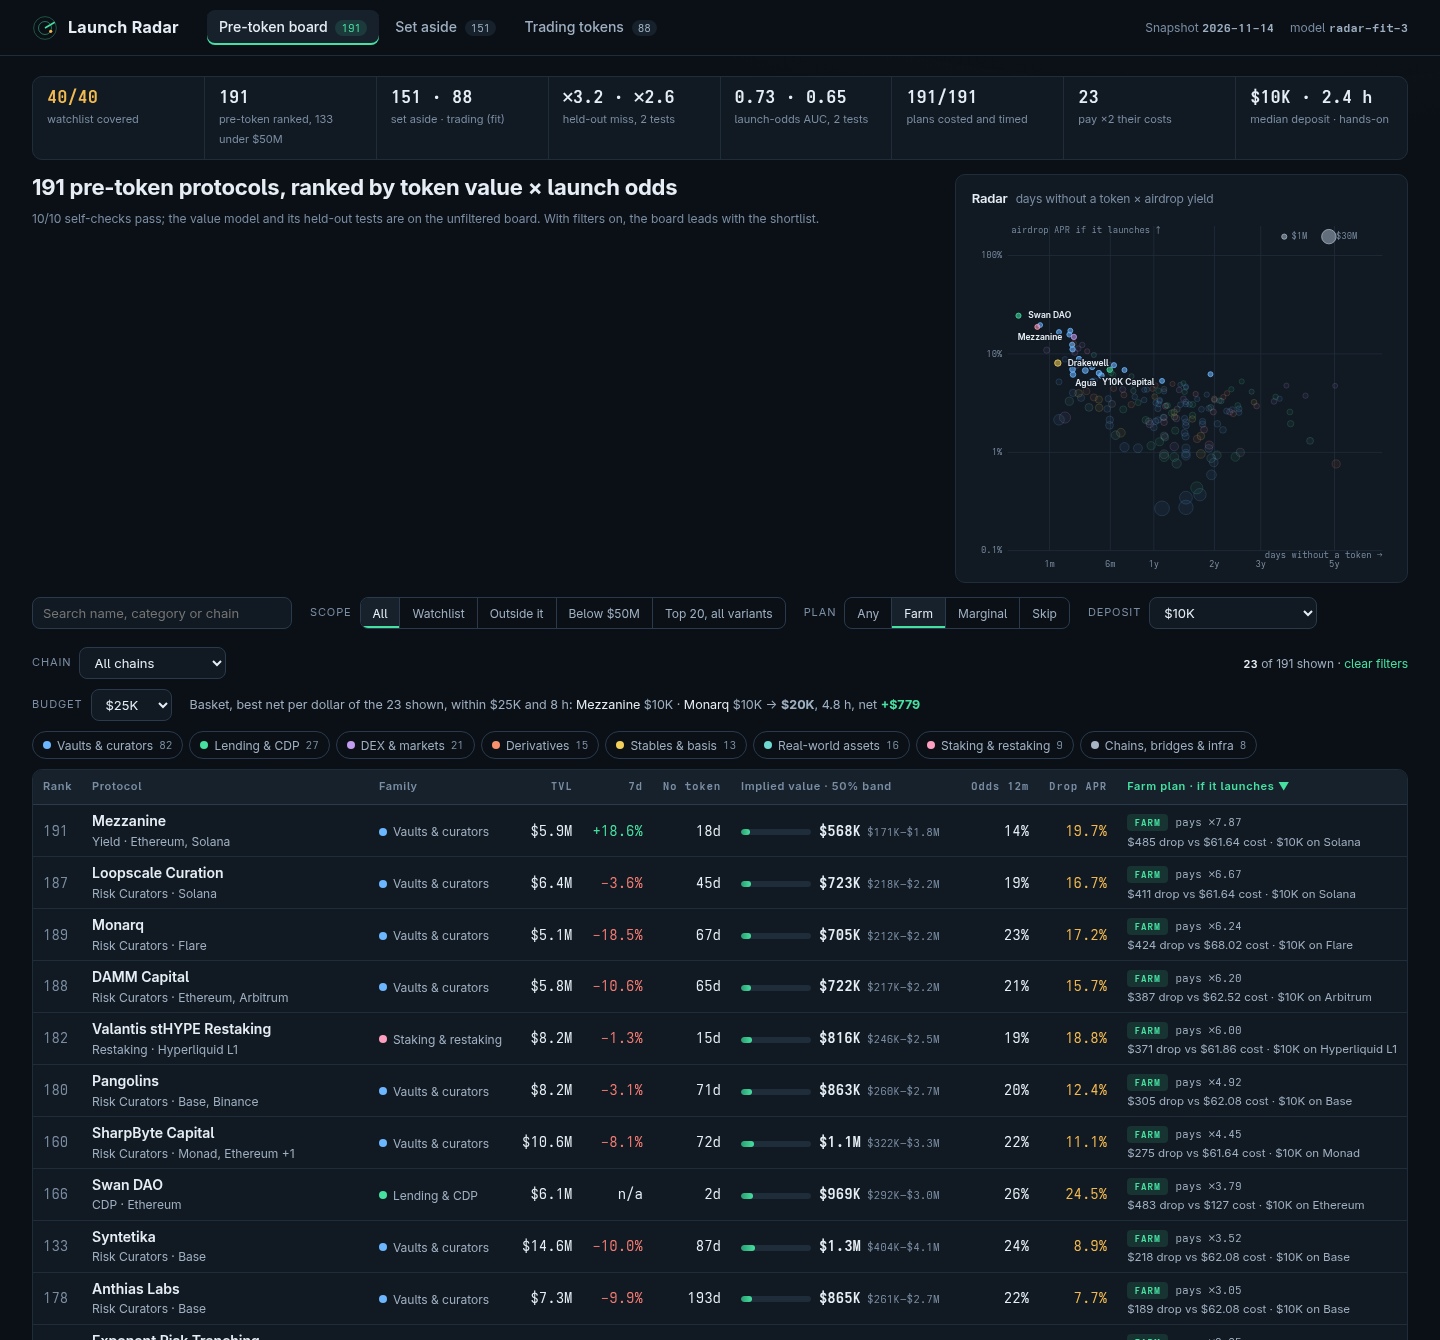 Launch Radar
Pre-token board 191
Set aside 151
Trading tokens 88
Snapshot 2026-11-14 model radar-fit-3
40/40
watchlist covered
191
pre-token ranked, 133
under $50M
151 · 88
set aside · trading (fit)
×3.2 · ×2.6
held-out miss, 2 tests
0.73 · 0.65
launch-odds AUC, 2 tests
191/191
plans costed and timed
23
pay ×2 their costs
$10K · 2.4 h
median deposit · hands-on
191 pre-token protocols, ranked by token value × launch odds
10/10 self-checks pass; the value model and its held-out tests are on the unfiltered board. With filters on, the board leads with the shortlist.
Radar days without a token × airdrop yield
airdrop APR if it launches ↑
$1M $30M
100%
Swan DAO
Mezzanine
10%
Drakewell
Agua Y10K Capital
1%
0.1%
days without a token →
1m 6m 1y 2y 3y 5y
Search name, category or chain
SCOPE All Watchlist Outside it Below $50M Top 20, all variants
PLAN Any Farm Marginal Skip
DEPOSIT $10K
CHAIN All chains
23 of 191 shown · clear filters
BUDGET $25K Basket, best net per dollar of the 23 shown, within $25K and 8 h: Mezzanine $10K · Monarq $10K → $20K, 4.8 h, net +$779
Vaults & curators 82 Lending & CDP 27 DEX & markets 21 Derivatives 15 Stables & basis 13 Real-world assets 16 Staking & restaking 9 Chains, bridges & infra 8
Rank Protocol Family TVL 7d No token Implied value · 50% band Odds 12m Drop APR Farm plan · if it launches ▼
191 Mezzanine Vaults & curators $5.9M +18.6% 18d $568K $171K–$1.8M 14% 19.7% FARM pays ×7.87
Yield · Ethereum, Solana $485 drop vs $61.64 cost · $10K on Solana
187 Loopscale Curation Vaults & curators $6.4M −3.6% 45d $723K $218K–$2.2M 19% 16.7% FARM pays ×6.67
Risk Curators · Solana $411 drop vs $61.64 cost · $10K on Solana
189 Monarq Vaults & curators $5.1M −18.5% 67d $705K $212K–$2.2M 23% 17.2% FARM pays ×6.24
Risk Curators · Flare $424 drop vs $68.02 cost · $10K on Flare
188 DAMM Capital Vaults & curators $5.8M −10.6% 65d $722K $217K–$2.2M 21% 15.7% FARM pays ×6.20
Risk Curators · Ethereum, Arbitrum $387 drop vs $62.52 cost · $10K on Arbitrum
182 Valantis stHYPE Restaking Staking & restaking $8.2M −1.3% 15d $816K $246K–$2.5M 19% 18.8% FARM pays ×6.00
Restaking · Hyperliquid L1 $371 drop vs $61.86 cost · $10K on Hyperliquid L1
180 Pangolins Vaults & curators $8.2M −3.1% 71d $863K $260K–$2.7M 20% 12.4% FARM pays ×4.92
Risk Curators · Base, Binance $305 drop vs $62.08 cost · $10K on Base
160 SharpByte Capital Vaults & curators $10.6M −8.1% 72d $1.1M $322K–$3.3M 22% 11.1% FARM pays ×4.45
Risk Curators · Monad, Ethereum +1 $275 drop vs $61.64 cost · $10K on Monad
166 Swan DAO Lending & CDP $6.1M n/a 2d $969K $292K–$3.0M 26% 24.5% FARM pays ×3.79
CDP · Ethereum $483 drop vs $127 cost · $10K on Ethereum
133 Syntetika Vaults & curators $14.6M −10.0% 87d $1.3M $404K–$4.1M 24% 8.9% FARM pays ×3.52
Risk Curators · Base $218 drop vs $62.08 cost · $10K on Base
178 Anthias Labs Vaults & curators $7.3M −9.9% 193d $865K $261K–$2.7M 22% 7.7% FARM pays ×3.05
Risk Curators · Base $189 drop vs $62.08 cost · $10K on Base